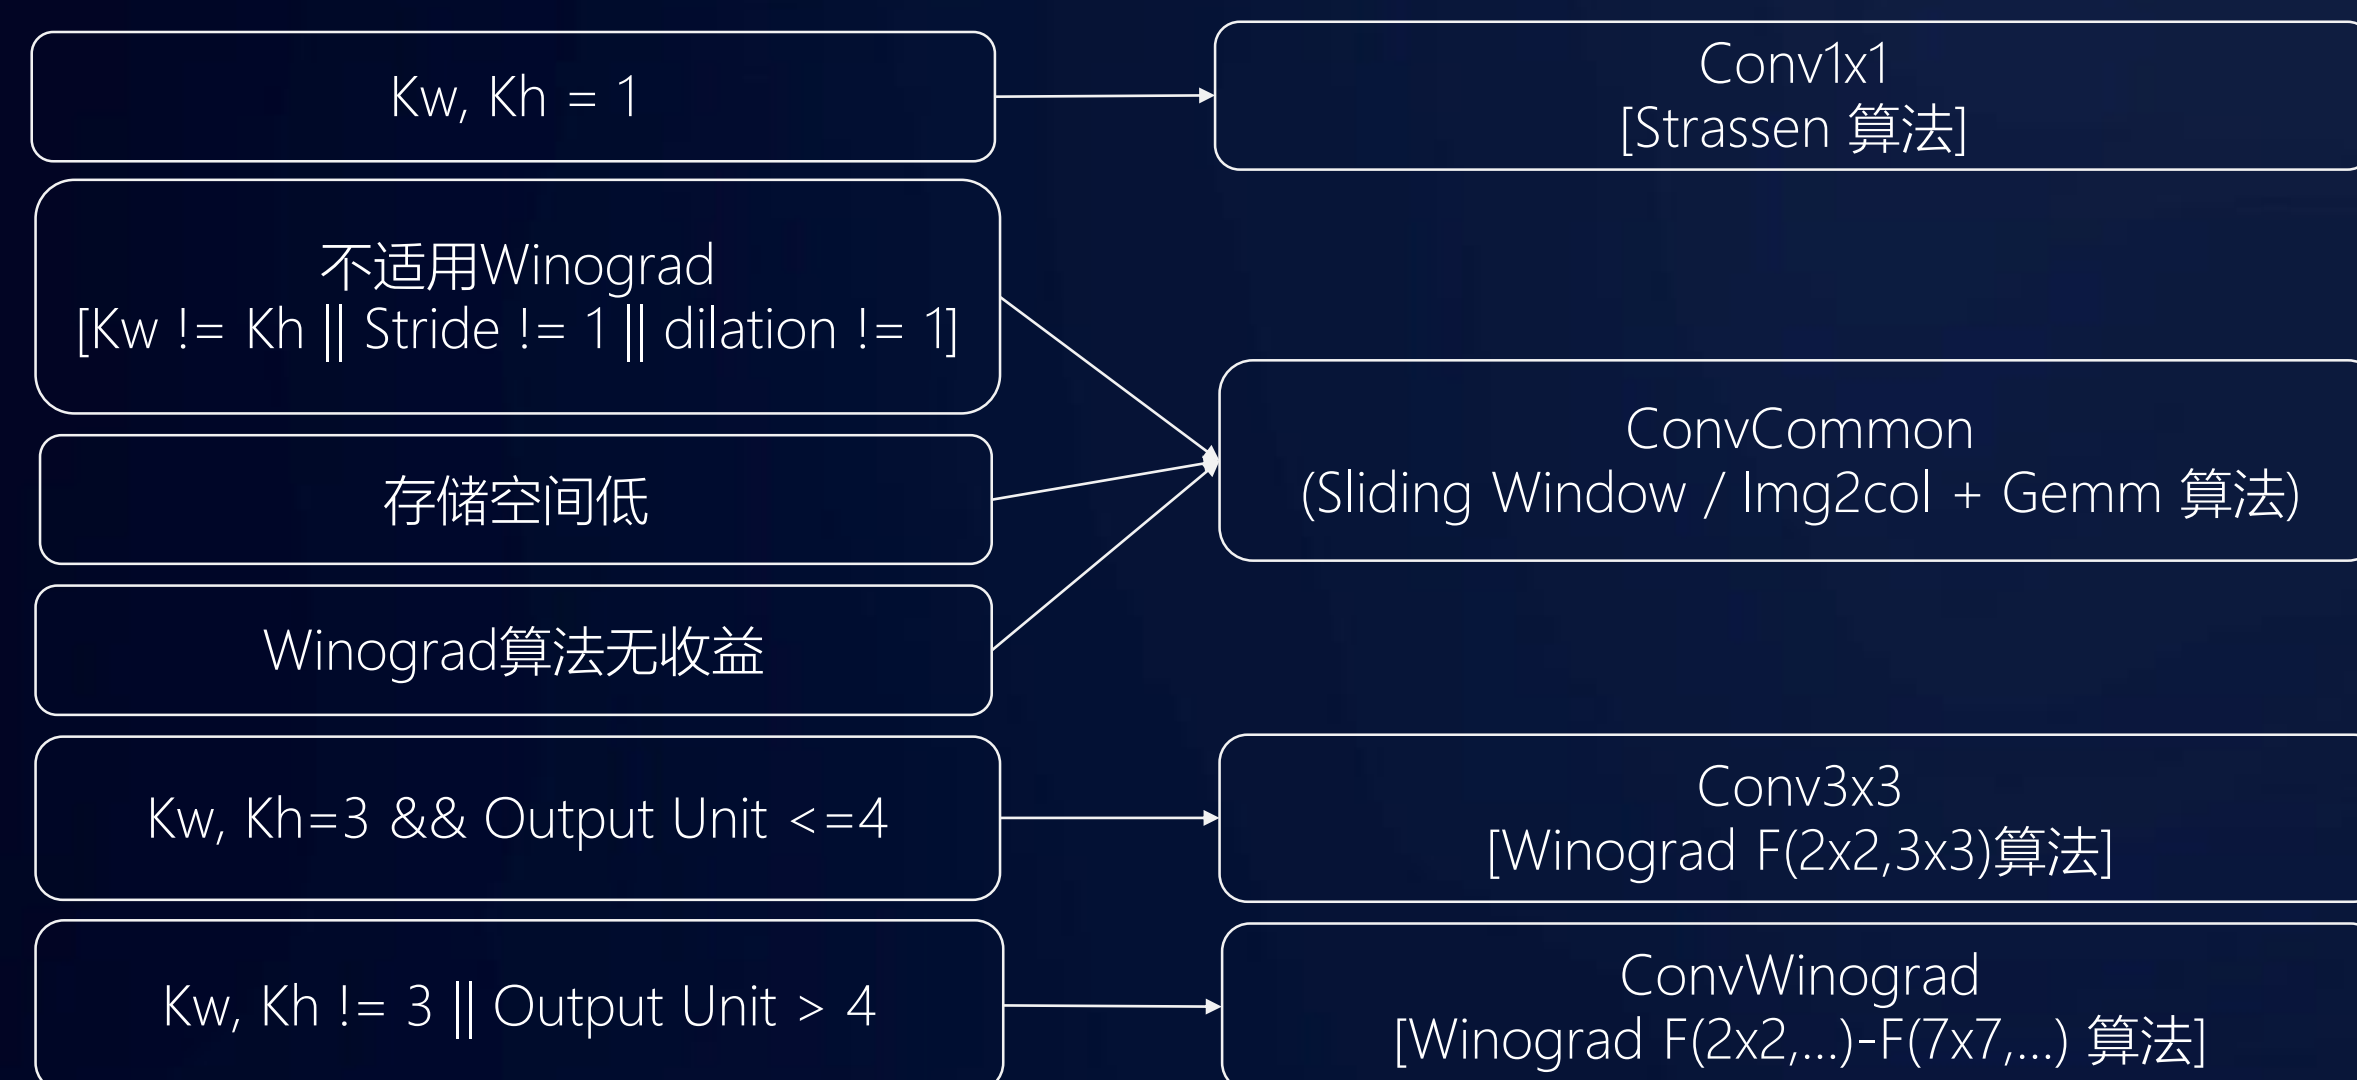 Kw, Kh = 1
Conv1x1
[Strassen 算法]
不适用Winograd
[Kw != Kh || Stride != 1 || dilation != 1]
存储空间低
Winograd算法无收益
ConvCommon
(Sliding Window / Img2col + Gemm 算法)
Kw, Kh=3 && Output Unit <=4
Conv3x3
[Winograd F(2x2,3x3)算法]
Kw, Kh != 3 || Output Unit > 4
ConvWinograd
[Winograd F(2x2,...)-F(7x7,...) 算法]